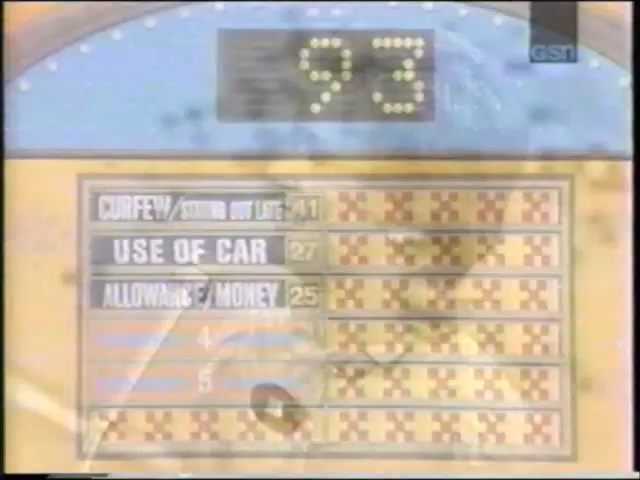 93
GSN
CURFEW/STAYING OUT LATE 41
USE OF CAR 27
ALLOWANCE/MONEY 25
4
5